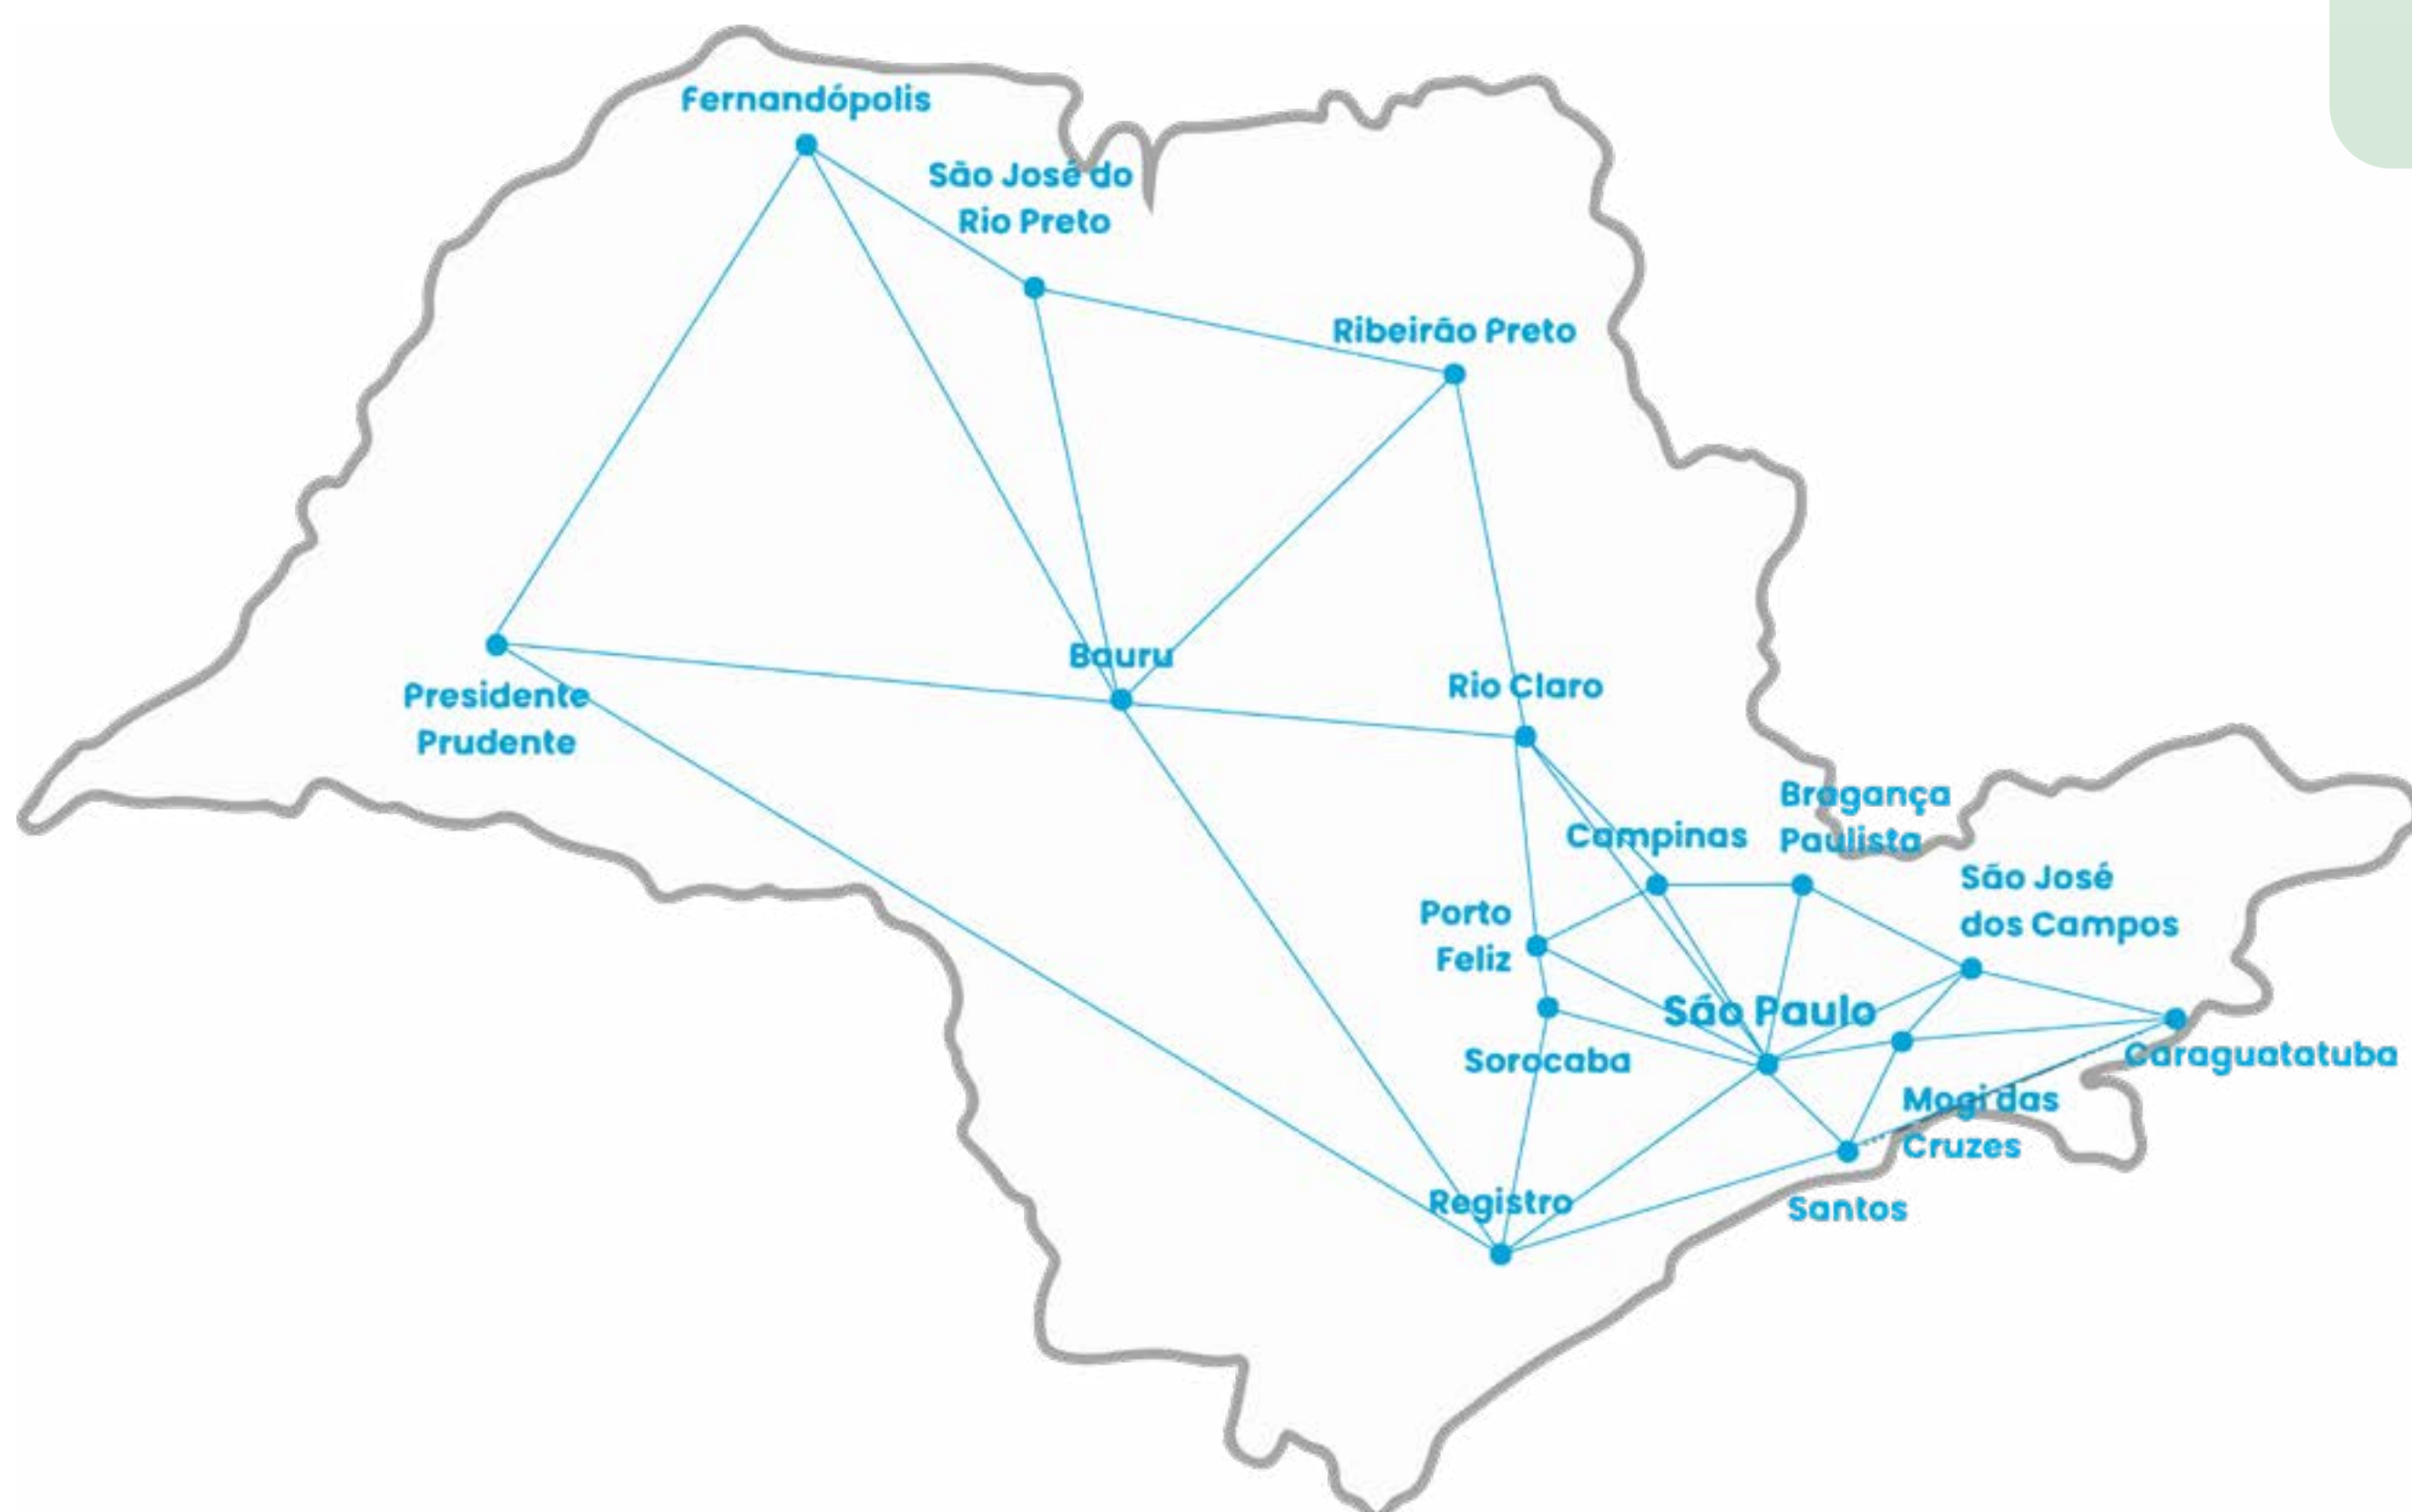 Fernandópolis
São José do
Rio Preto
Ribeirão Preto
Bauru
Rio Claro
Presidente
Prudente
Bragança
Paulista
Campinas
São José
dos Campos
Porto
Feliz
São Paulo
Sorocaba
Caraguatatuba
Mogi das
Cruzes
Registro
Santos